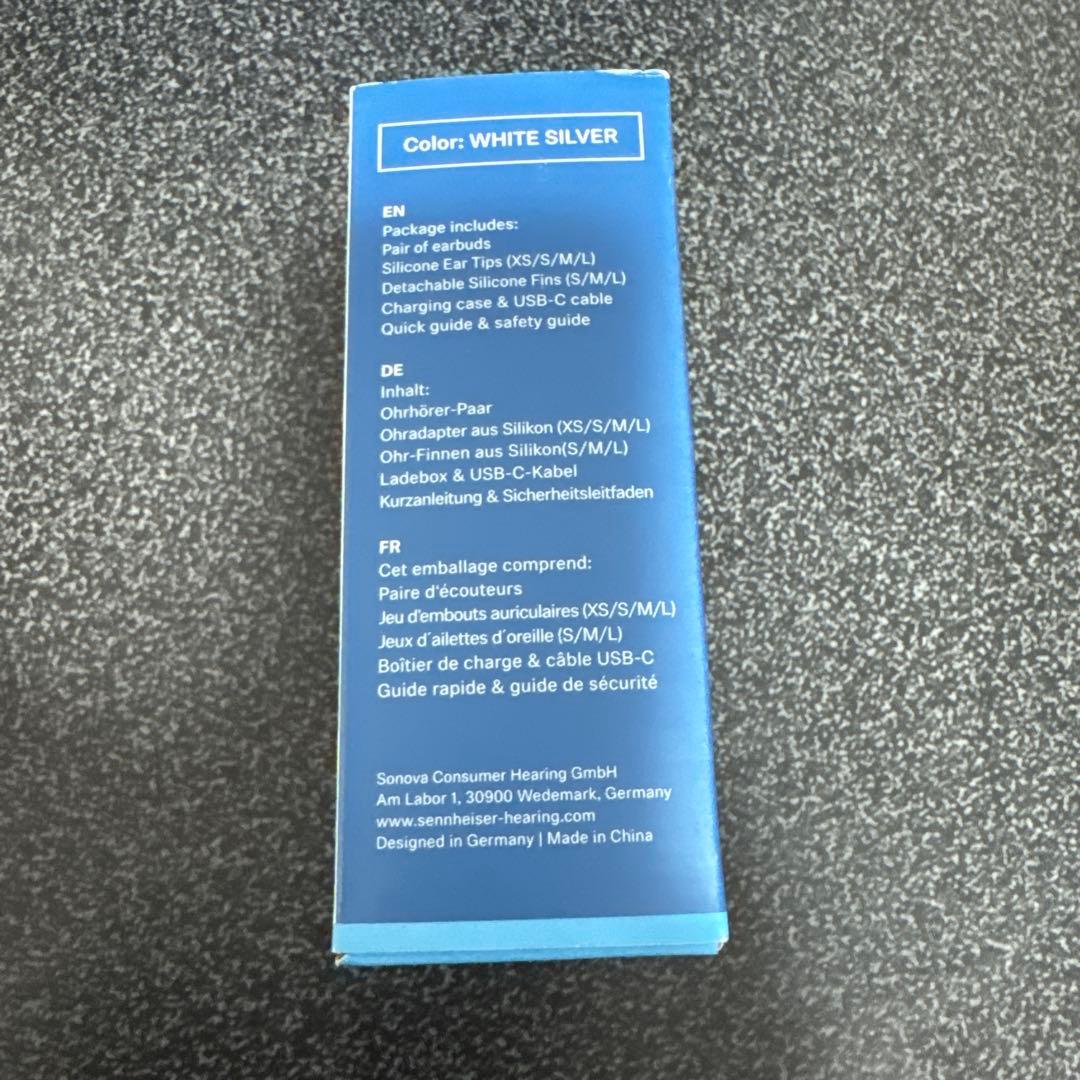 Color: WHITE SILVER
EN
Package includes:
Pair of earbuds
Silicone Ear Tips (XS/S/M/L)
Detachable Silicone Fins (S/M/L)
Charging case & USB-C cable
Quick guide & safety guide
DE
Inhalt:
Ohrhörer-Paar
Ohradapter aus Silikon (XS/S/M/L)
Ohr-Finnen aus Silikon(S/M/L)
Ladebox & USB-C-Kabel
Kurzanleitung & Sicherheitsleitfaden
FR
Cet emballage comprend:
Paire d'écouteurs
Jeu d'embouts auriculaires (XS/S/M/L)
Jeux d´ailettes d´oreille (S/M/L)
Boîtier de charge & câble USB-C
Guide rapide & guide de sécurité
Sonova Consumer Hearing GmbH
Am Labor 1, 30900 Wedemark, Germany
www.sennheiser-hearing.com
Designed in Germany | Made in China